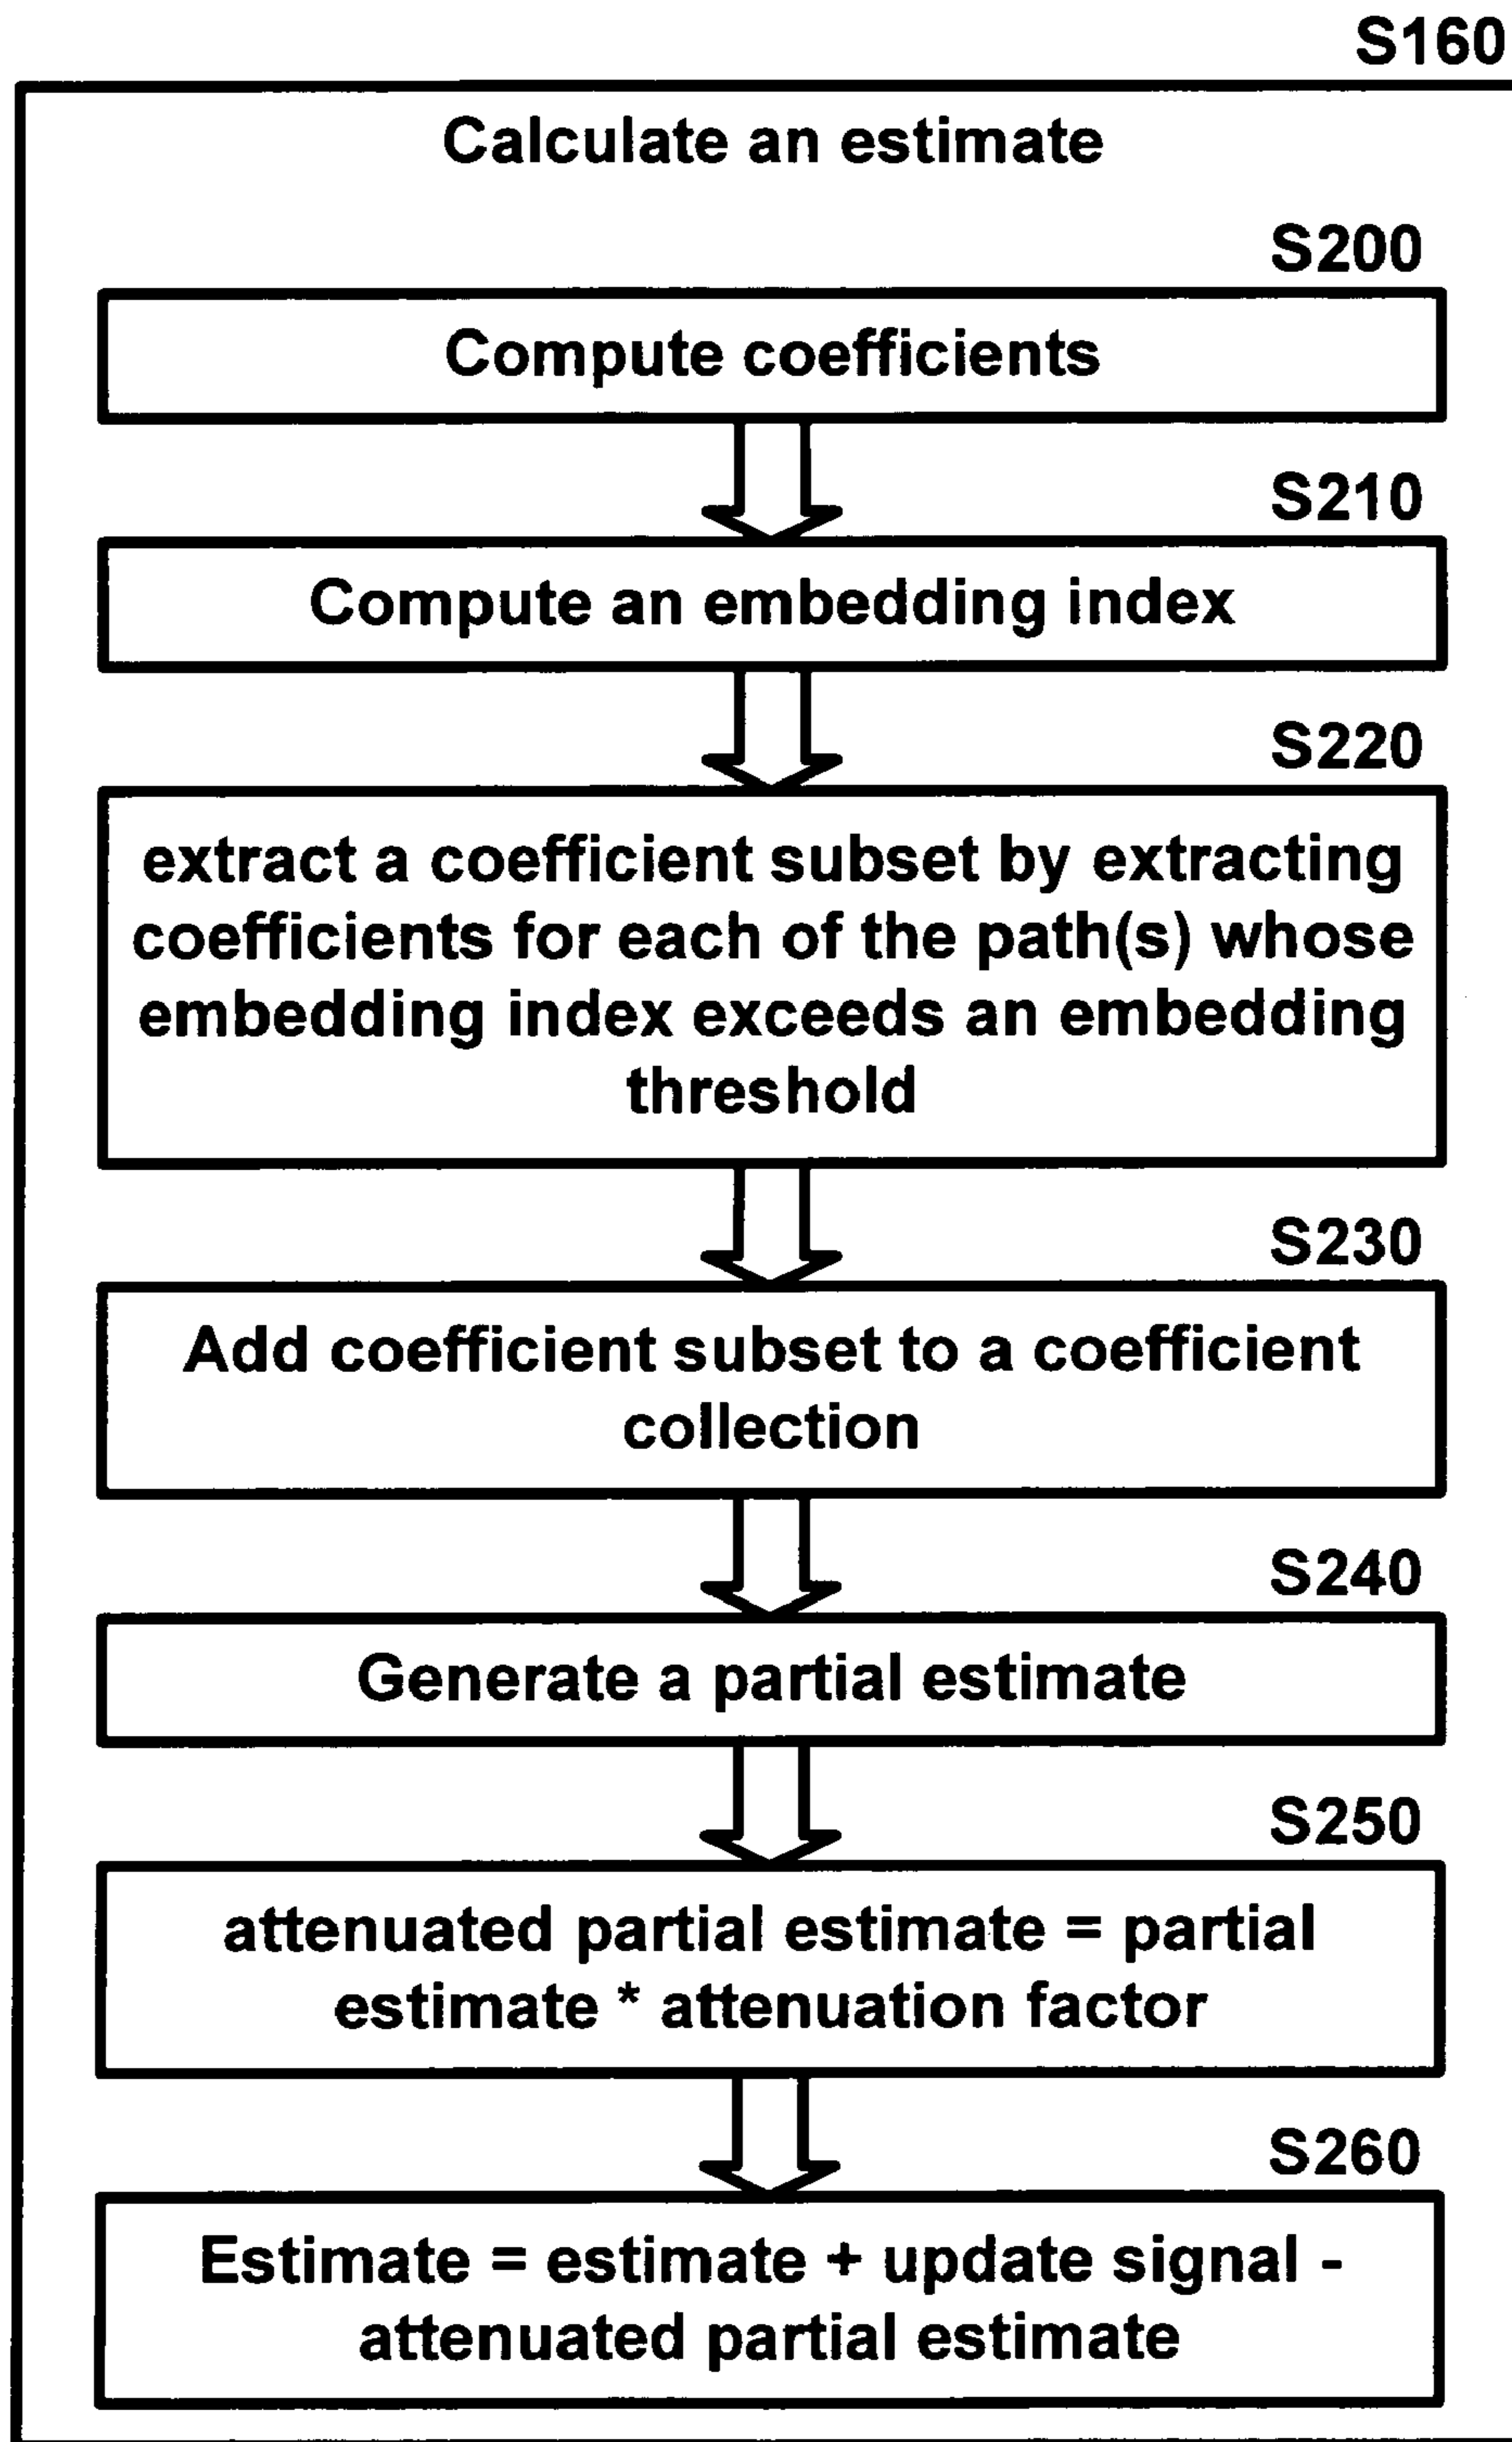 S160
Calculate an estimate
S200
Compute coefficients
S210
Compute an embedding index
S220
extract a coefficient subset by extracting
coefficients for each of the path(s) whose
embedding index exceeds an embedding
threshold
S230
Add coefficient subset to a coefficient
collection
S240
Generate a partial estimate
S250
attenuated partial estimate = partial
estimate * attenuation factor
S260
Estimate = estimate + update signal -
attenuated partial estimate